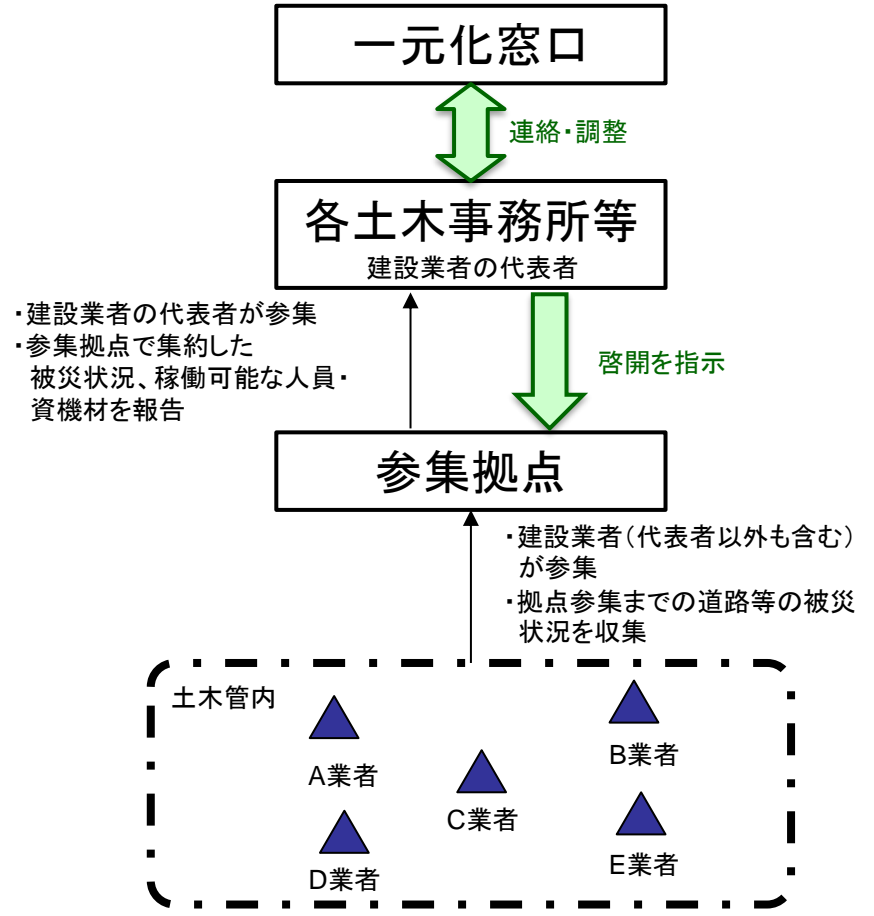 一元化窓口
連絡・調整
各土木事務所等
建設業者の代表者
・建設業者の代表者が参集
・参集拠点で集約した
被災状況、稼働可能な人員・
資機材を報告
啓開を指示
参集拠点
・建設業者(代表者以外も含む)
が参集
・拠点参集までの道路等の被災
状況を収集
土木管内
A業者
B業者
C業者
D業者
E業者